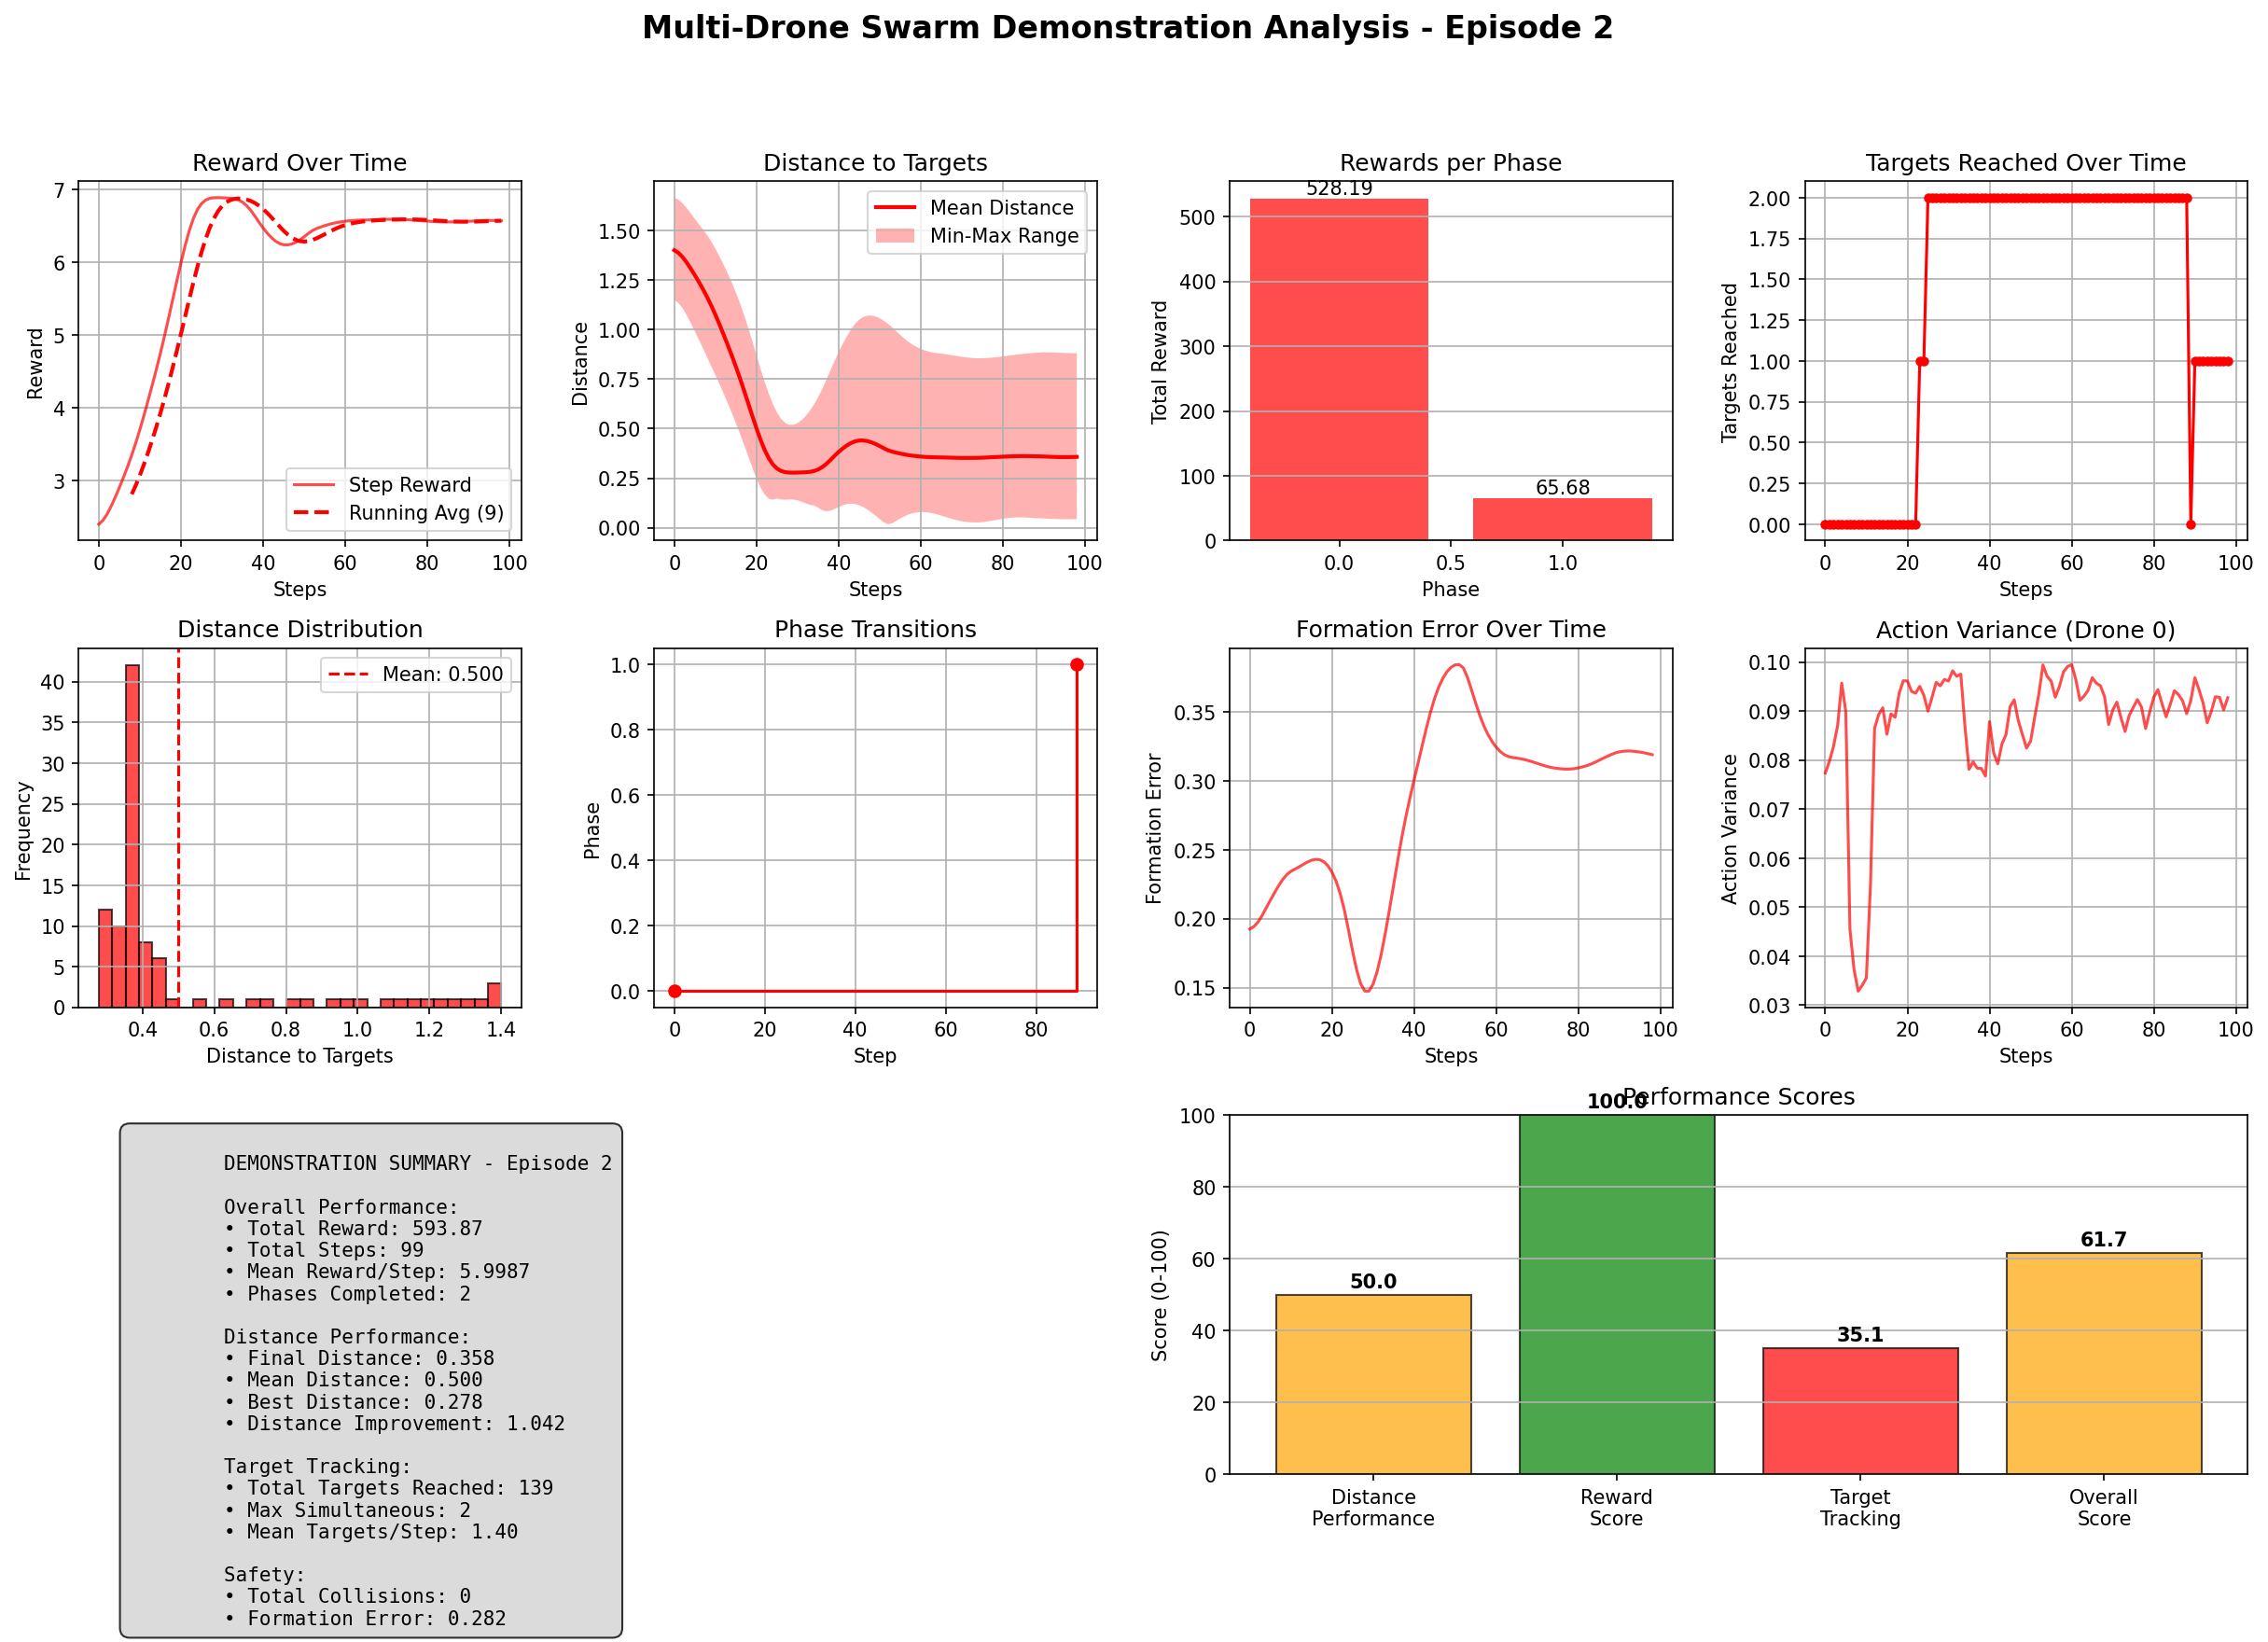 Multi-Drone Swarm Demonstration Analysis - Episode 2
Reward Over Time
7
6
5
4
3
Reward
0 20 40 60 80 100
Steps
Step Reward
Running Avg (9)
Distance to Targets
1.50
1.25
1.00
0.75
0.50
0.25
0.00
Distance
0 20 40 60 80 100
Steps
Mean Distance
Min-Max Range
Rewards per Phase
528.19
65.68
500
400
300
200
100
0
Total Reward
0.0 0.5 1.0
Phase
Targets Reached Over Time
2.00
1.75
1.50
1.25
1.00
0.75
0.50
0.25
0.00
Targets Reached
0 20 40 60 80 100
Steps
Distance Distribution
Mean: 0.500
40
35
30
25
20
15
10
5
0
Frequency
0.4 0.6 0.8 1.0 1.2 1.4
Distance to Targets
Phase Transitions
1.0
0.8
0.6
0.4
0.2
0.0
Phase
0 20 40 60 80
Step
Formation Error Over Time
0.35
0.30
0.25
0.20
0.15
Formation Error
0 20 40 60 80 100
Steps
Action Variance (Drone 0)
0.10
0.09
0.08
0.07
0.06
0.05
0.04
0.03
Action Variance
0 20 40 60 80 100
Steps
DEMONSTRATION SUMMARY - Episode 2
Overall Performance:
• Total Reward: 593.87
• Total Steps: 99
• Mean Reward/Step: 5.9987
• Phases Completed: 2
Distance Performance:
• Final Distance: 0.358
• Mean Distance: 0.500
• Best Distance: 0.278
• Distance Improvement: 1.042
Target Tracking:
• Total Targets Reached: 139
• Max Simultaneous: 2
• Mean Targets/Step: 1.40
Safety:
• Total Collisions: 0
• Formation Error: 0.282
Performance Scores
100
80
60
40
20
0
Score (0-100)
50.0
100.0
35.1
61.7
Distance
Performance
Reward
Score
Target
Tracking
Overall
Score